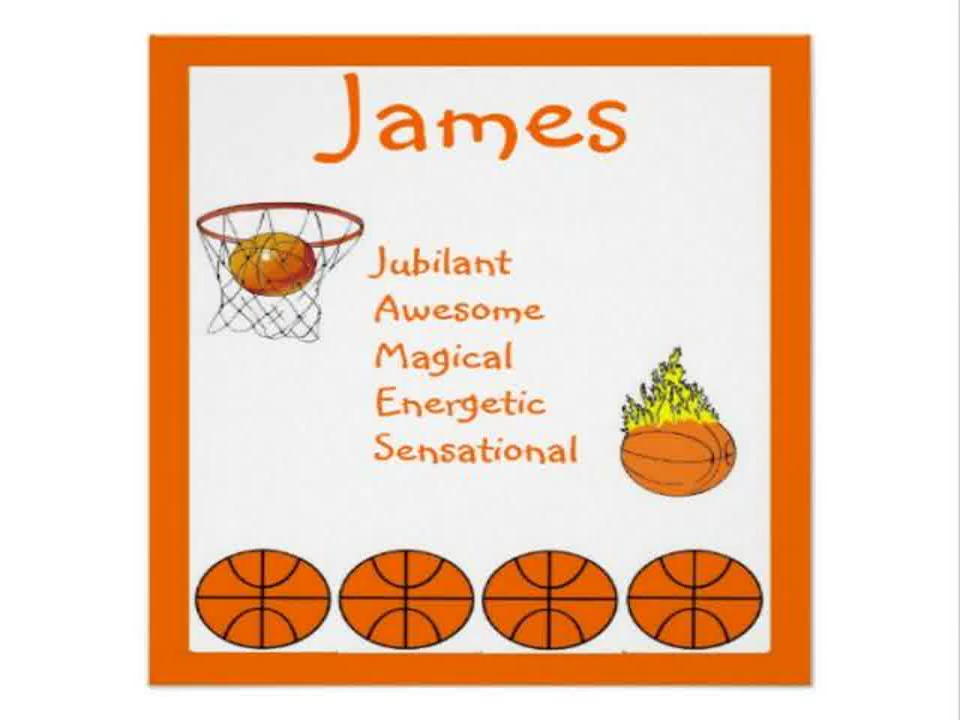 James
Jubilant
Awesome
Magical
Energetic
Sensational